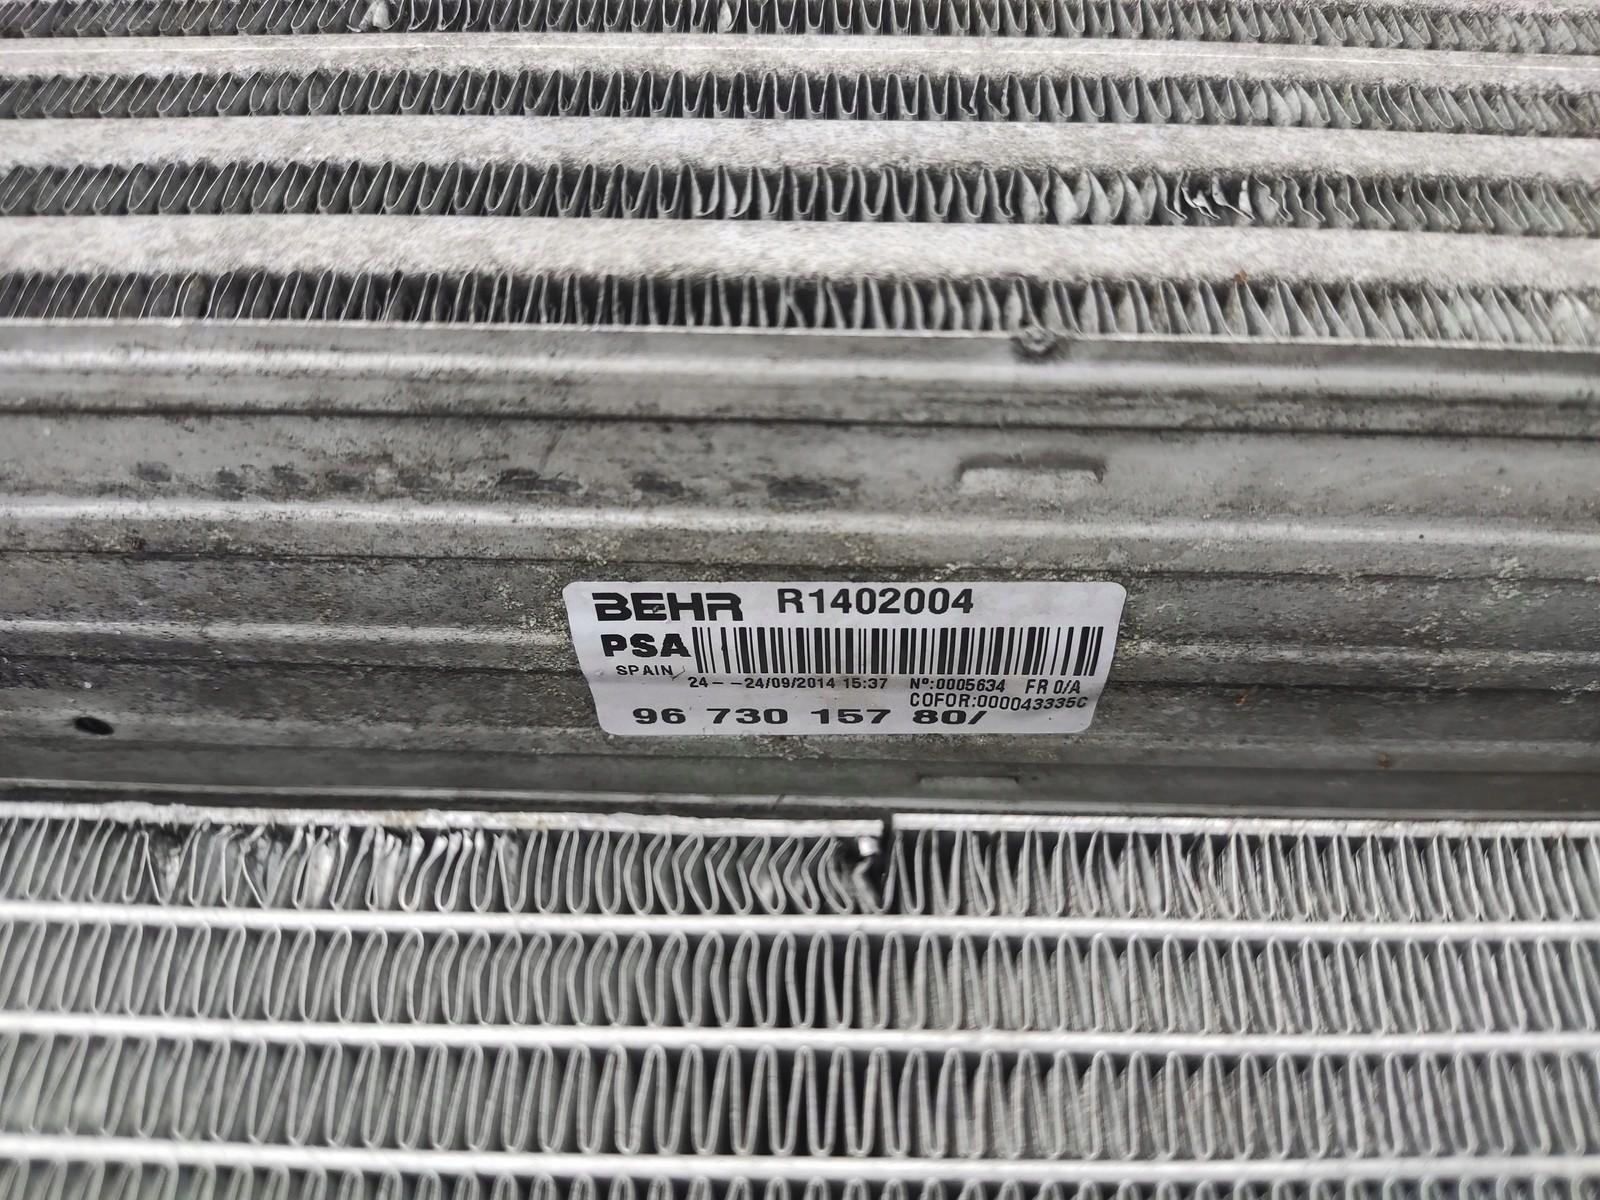 BEHR R1402004
PSA
SPAIN
24- -24/09/2014 15:37 Nº:0005634 FR 0/A
COFOR:000043335C
96 730 157 80/